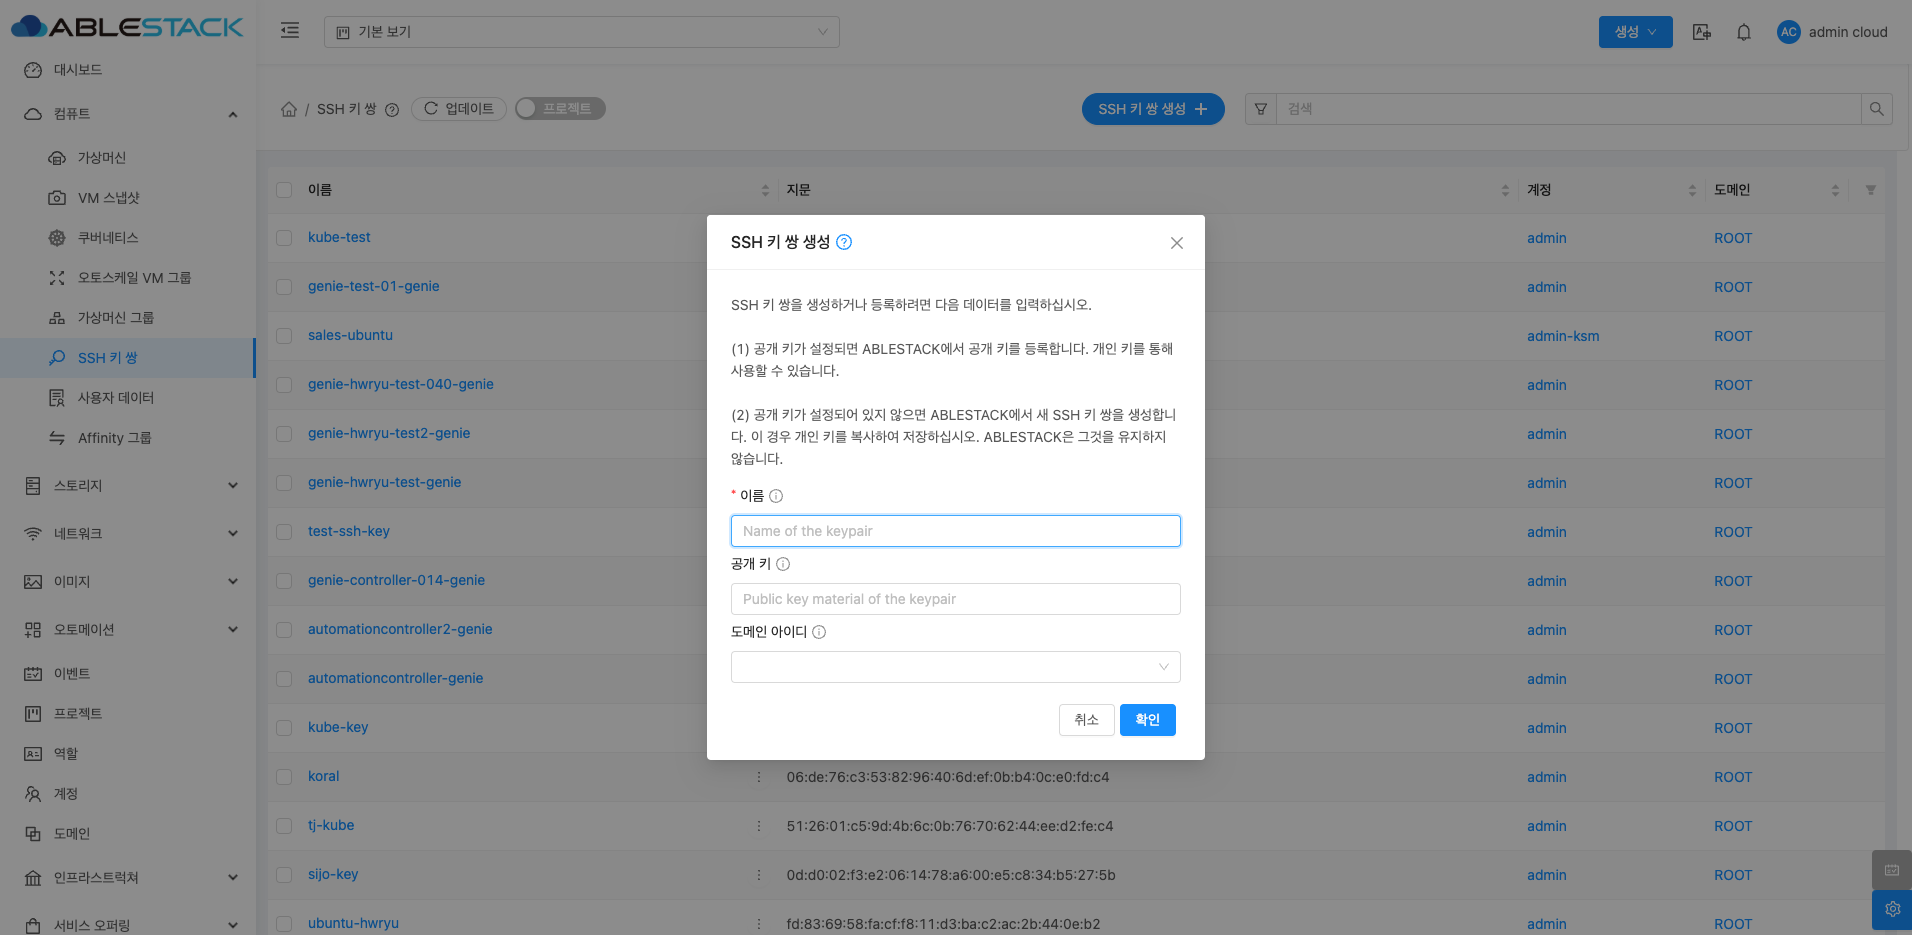 ABLESTACK
기본 보기
생성
AC
admin cloud
대시보드
컴퓨트
가상머신
VM 스냅샷
쿠버네티스
오토스케일 VM 그룹
가상머신 그룹
SSH 키 쌍
사용자 데이터
Affinity 그룹
스토리지
네트워크
이미지
오토메이션
이벤트
프로젝트
역할
계정
도메인
인프라스트럭쳐
서비스 오퍼링
/ SSH 키 쌍
업데이트
프로젝트
SSH 키 쌍 생성
검색
이름 지문 계정 도메인
kube-test admin ROOT
genie-test-01-genie admin ROOT
sales-ubuntu admin-ksm ROOT
genie-hwryu-test-040-genie admin ROOT
genie-hwryu-test2-genie admin ROOT
genie-hwryu-test-genie admin ROOT
test-ssh-key admin ROOT
genie-controller-014-genie admin ROOT
automationcontroller2-genie admin ROOT
automationcontroller-genie admin ROOT
kube-key admin ROOT
koral 06:de:76:c3:53:82:96:40:6d:ef:0b:b4:0c:e0:fd:c4 admin ROOT
tj-kube 51:26:01:c5:9d:4b:6c:0b:76:70:62:44:ee:d2:fe:c4 admin ROOT
sijo-key 0d:d0:02:f3:e2:06:14:78:a6:00:e5:c8:34:b5:27:5b admin ROOT
ubuntu-hwryu fd:83:69:58:fa:cf:f8:11:d3:ba:c2:ac:2b:44:0e:b2 admin ROOT
SSH 키 쌍 생성
SSH 키 쌍을 생성하거나 등록하려면 다음 데이터를 입력하십시오.
(1) 공개 키가 설정되면 ABLESTACK에서 공개 키를 등록합니다. 개인 키를 통해
사용할 수 있습니다.
(2) 공개 키가 설정되어 있지 않으면 ABLESTACK에서 새 SSH 키 쌍을 생성합니
다. 이 경우 개인 키를 복사하여 저장하십시오. ABLESTACK은 그것을 유지하지
않습니다.
* 이름
Name of the keypair
공개 키
Public key material of the keypair
도메인 아이디
취소 확인